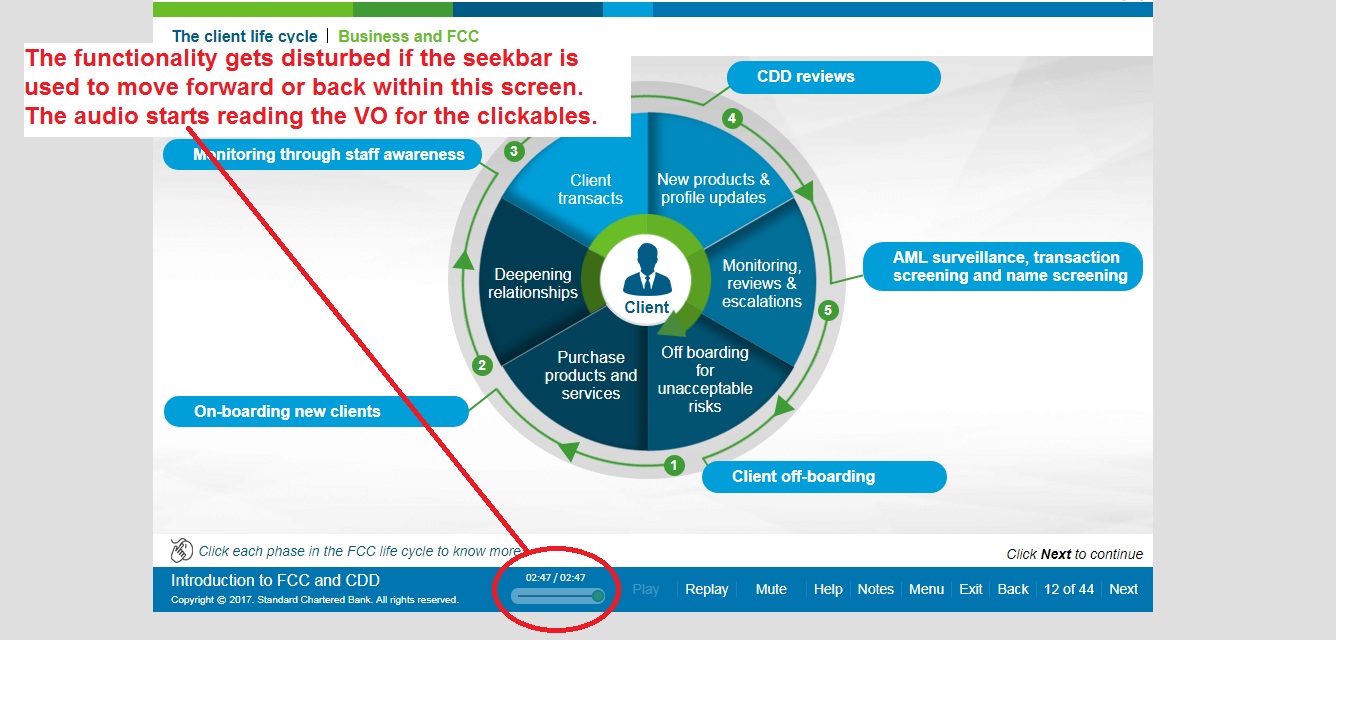 The client life cycle | Business and FCC
The functionality gets disturbed if the seekbar is
used to move forward or back within this screen.
The audio starts reading the VO for the clickables.
CDD reviews
4
3
Monitoring through staff awareness
Client
transacts
New products &
profile updates
AML surveillance, transaction
screening and name screening
Deepening
relationships
Monitoring,
reviews &
escalations
Client
5
2
Purchase
products and
services
Off boarding
for
unacceptable
risks
On-boarding new clients
1
Client off-boarding
Click each phase in the FCC life cycle to know more
Click Next to continue
Introduction to FCC and CDD
Copyright © 2017. Standard Chartered Bank. All rights reserved.
02:47 / 02:47
Play Replay Mute Help Notes Menu Exit Back 12 of 44 Next